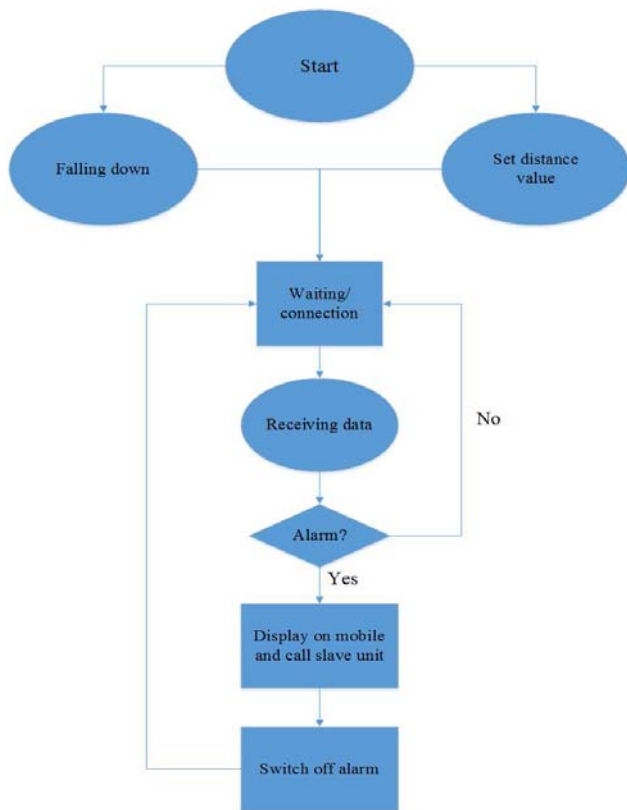 Start
Falling down
Set distance
value
Waiting/
connection
Receiving data
No
Alarm?
Yes
Display on mobile
and call slave unit
Switch off alarm